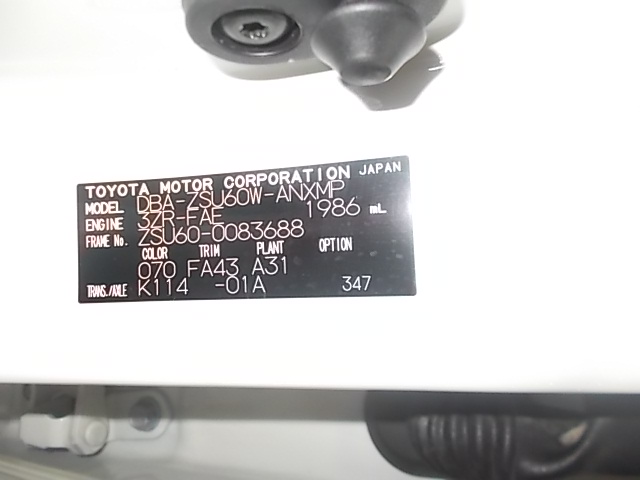 TOYOTA MOTOR CORPORATION JAPAN
MODEL DBA-ZSU60W-ANXMP
ENGINE 3ZR-FAE 1986 mL
FRAME No. ZSU60-0083688
COLOR TRIM PLANT OPTION
070 FA43 A31
TRANS./AXLE K114 -01A 347